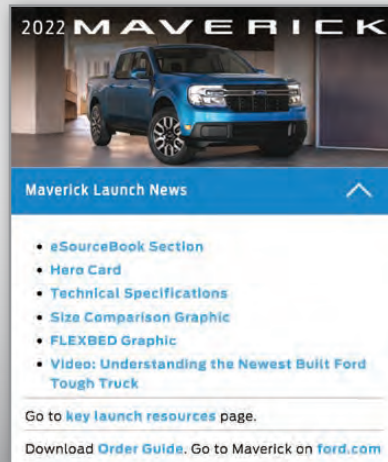 2022 MAVERICK
Maverick Launch News
• eSourceBook Section
• Hero Card
• Technical Specifications
• Size Comparison Graphic
• FLEXBED Graphic
• Video: Understanding the Newest Built Ford
Tough Truck
Go to key launch resources page.
Download Order Guide. Go to Maverick on ford.com